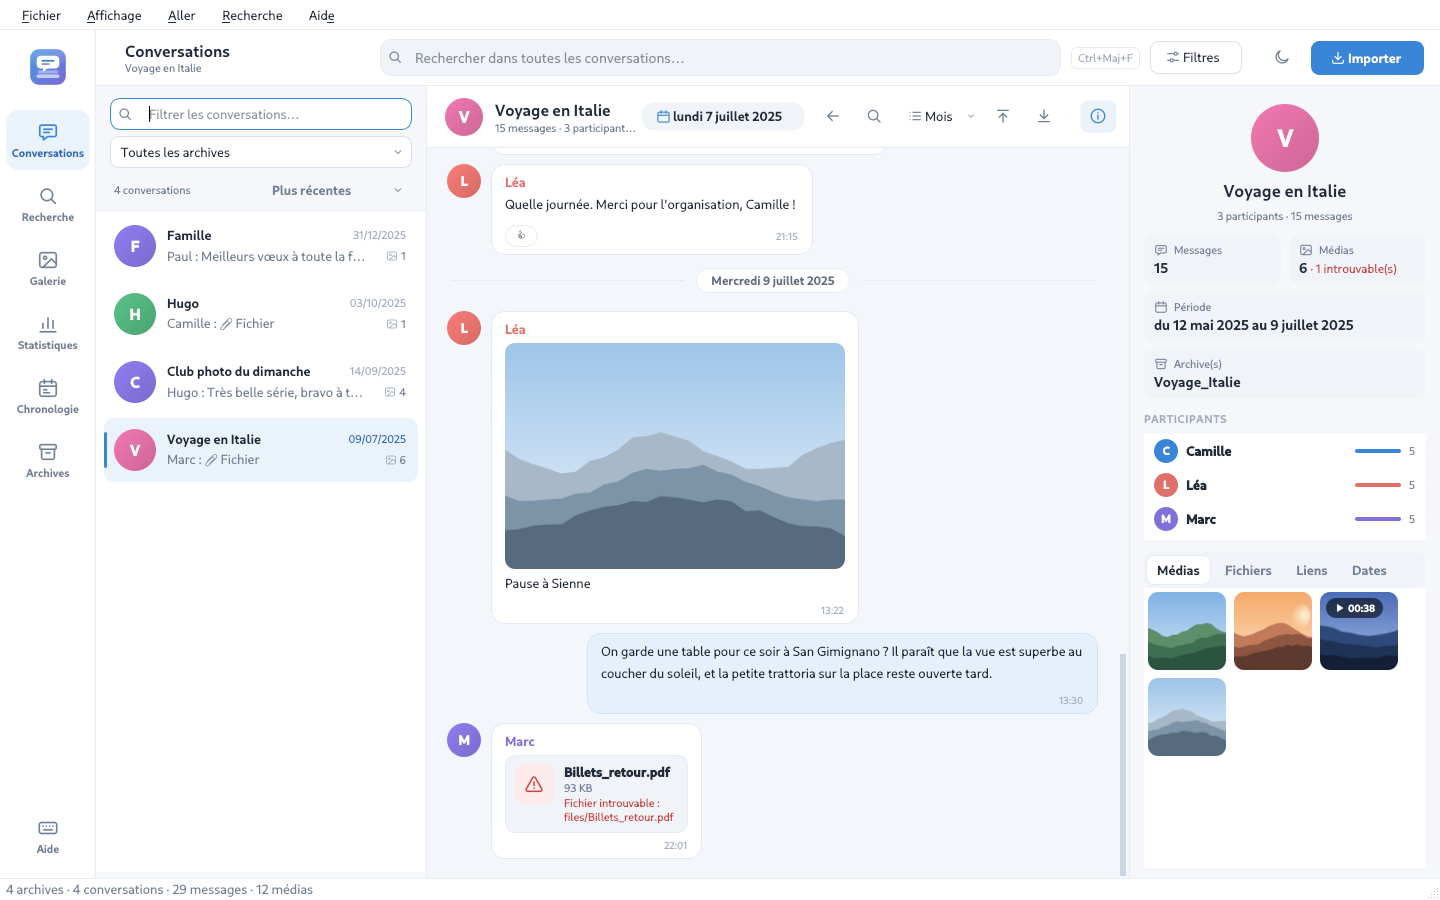 Fichier Affichage Aller Recherche Aide
Conversations
Voyage en Italie
Rechercher dans toutes les conversations…
Ctrl+Maj+F
Filtres
Importer
Conversations
Recherche
Galerie
Statistiques
Chronologie
Archives
Aide
Filtrer les conversations…
Toutes les archives
4 conversations
Plus récentes
F
Famille
31/12/2025
Paul : Meilleurs vœux à toute la f…
1
H
Hugo
03/10/2025
Camille : Fichier
1
C
Club photo du dimanche
14/09/2025
Hugo : Très belle série, bravo à t…
4
V
Voyage en Italie
09/07/2025
Marc : Fichier
6
V
Voyage en Italie
15 messages · 3 participant…
lundi 7 juillet 2025
Mois
L
Léa
Quelle journée. Merci pour l'organisation, Camille !
21:15
Mercredi 9 juillet 2025
L
Léa
Pause à Sienne
13:22
On garde une table pour ce soir à San Gimignano ? Il paraît que la vue est superbe au
coucher du soleil, et la petite trattoria sur la place reste ouverte tard.
13:30
M
Marc
Billets_retour.pdf
93 KB
Fichier introuvable :
files/Billets_retour.pdf
22:01
V
Voyage en Italie
3 participants · 15 messages
Messages
15
Médias
6 · 1 introuvable(s)
Période
du 12 mai 2025 au 9 juillet 2025
Archive(s)
Voyage_Italie
PARTICIPANTS
C Camille 5
L Léa 5
M Marc 5
Médias Fichiers Liens Dates
00:38
4 archives · 4 conversations · 29 messages · 12 médias